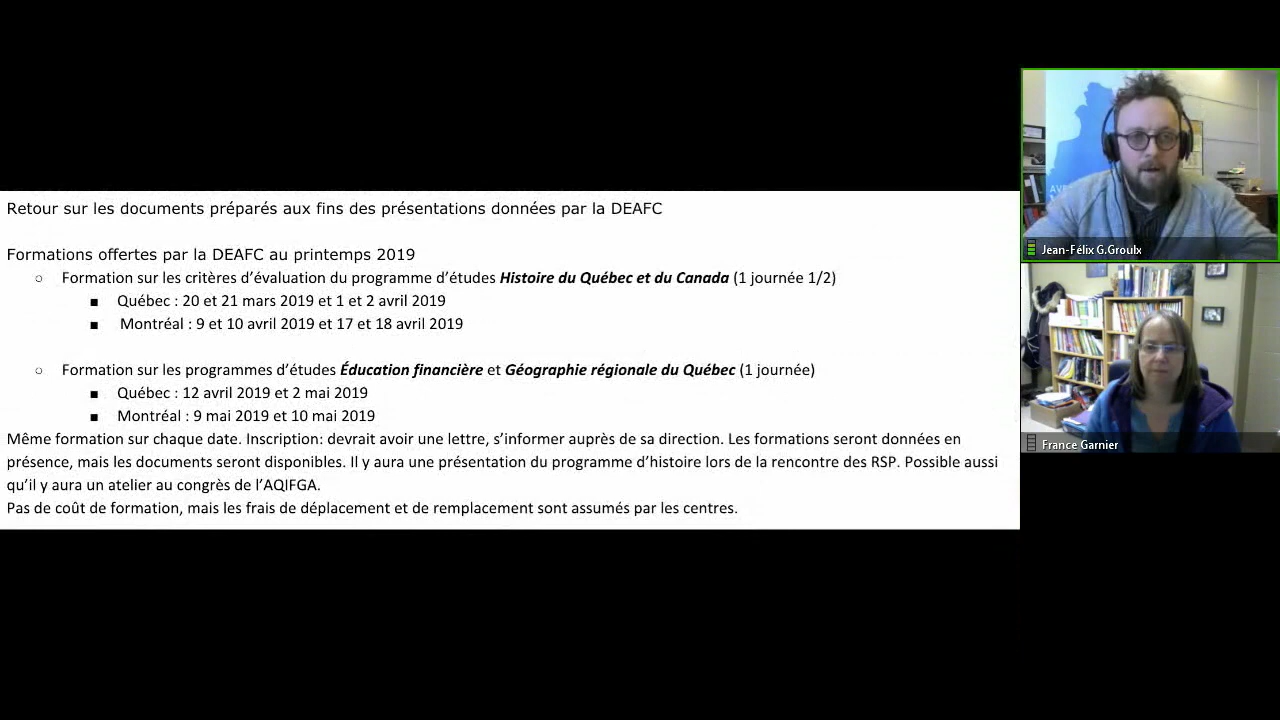 Retour sur les documents préparés aux fins des présentations données par la DEAFC
Formations offertes par la DEAFC au printemps 2019
○ Formation sur les critères d'évaluation du programme d'études Histoire du Québec et du Canada (1 journée 1/2)
■ Québec : 20 et 21 mars 2019 et 1 et 2 avril 2019
■ Montréal : 9 et 10 avril 2019 et 17 et 18 avril 2019
○ Formation sur les programmes d'études Éducation financière et Géographie régionale du Québec (1 journée)
■ Québec : 12 avril 2019 et 2 mai 2019
■ Montréal : 9 mai 2019 et 10 mai 2019
Même formation sur chaque date. Inscription: devrait avoir une lettre, s'informer auprès de sa direction. Les formations seront données en
présence, mais les documents seront disponibles. Il y aura une présentation du programme d'histoire lors de la rencontre des RSP. Possible aussi
qu'il y aura un atelier au congrès de l'AQIFGA.
Pas de coût de formation, mais les frais de déplacement et de remplacement sont assumés par les centres.
Jean-Félix G.Groulx
France Garnier